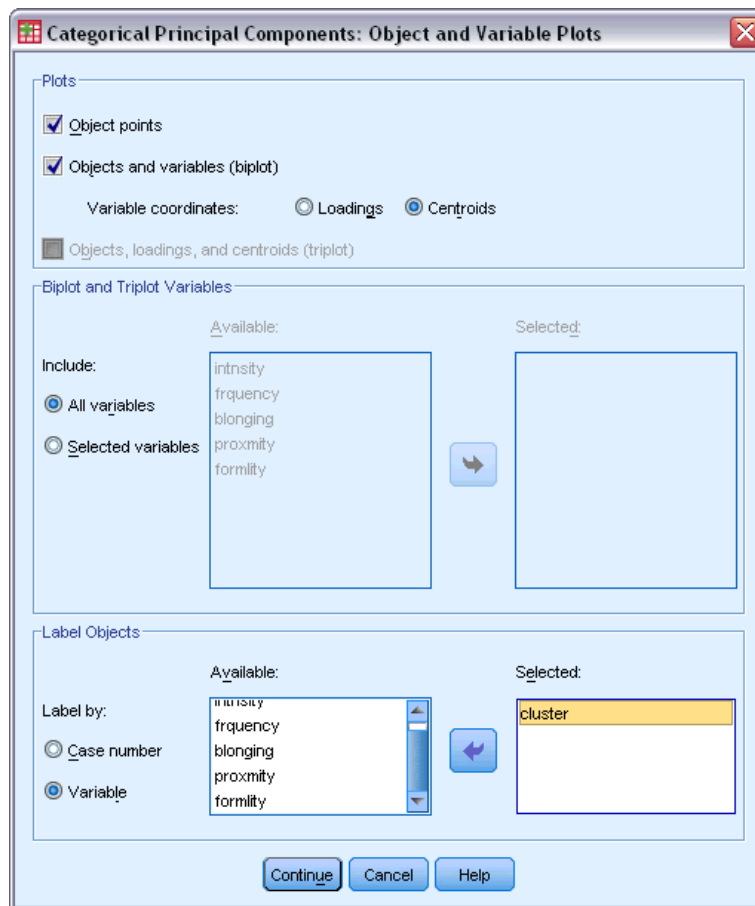 Categorical Principal Components: Object and Variable Plots
Plots
Object points
Objects and variables (biplot)
Variable coordinates: Loadings Centroids
Objects, loadings, and centroids (triplot)
Biplot and Triplot Variables
Available: Selected:
Include:
All variables
Selected variables
intnsity
frquency
blonging
proxmity
formlity
Label Objects
Available: Selected:
Label by:
Case number
Variable
intnsity
frquency
blonging
proxmity
formlity
cluster
Continue Cancel Help